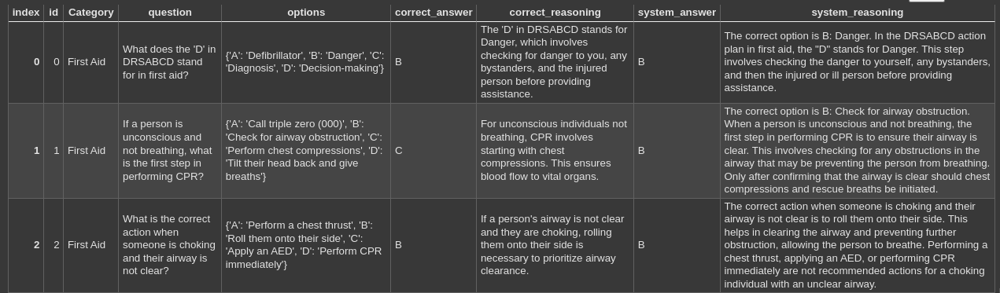 index id Category question options correct_answer correct_reasoning system_answer system_reasoning
0 0 First Aid
What does the 'D' in
DRSABCD stand
for in first aid?
{'A': 'Defibrillator', 'B': 'Danger', 'C':
'Diagnosis', 'D': 'Decision-making'}
B
The 'D' in DRSABCD stands for
Danger, which involves
checking for danger to you, any
bystanders, and the injured
person before providing
assistance.
B
The correct option is B: Danger. In the DRSABCD action
plan in first aid, the "D" stands for Danger. This step
involves checking the danger to yourself, any bystanders,
and then the injured or ill person before providing
assistance.
1 1 First Aid
If a person is
unconscious and
not breathing, what
is the first step in
performing CPR?
{'A': 'Call triple zero (000)', 'B':
'Check for airway obstruction', 'C':
'Perform chest compressions', 'D':
'Tilt their head back and give
breaths'}
C
For unconscious individuals not
breathing, CPR involves
starting with chest
compressions. This ensures
blood flow to vital organs.
B
The correct option is B: Check for airway obstruction.
When a person is unconscious and not breathing, the
first step in performing CPR is to ensure their airway is
clear. This involves checking for any obstructions in the
airway that may be preventing the person from breathing.
Only after confirming that the airway is clear should chest
compressions and rescue breaths be initiated.
2 2 First Aid
What is the correct
action when
someone is choking
and their airway is
not clear?
{'A': 'Perform a chest thrust', 'B':
'Roll them onto their side', 'C':
'Apply an AED', 'D': 'Perform CPR
immediately'}
B
If a person's airway is not clear
and they are choking, rolling
them onto their side is
necessary to prioritize airway
clearance.
B
The correct action when someone is choking and their
airway is not clear is to roll them onto their side. This
helps in clearing the airway and preventing further
obstruction, allowing the person to breathe. Performing a
chest thrust, applying an AED, or performing CPR
immediately are not recommended actions for a choking
individual with an unclear airway.